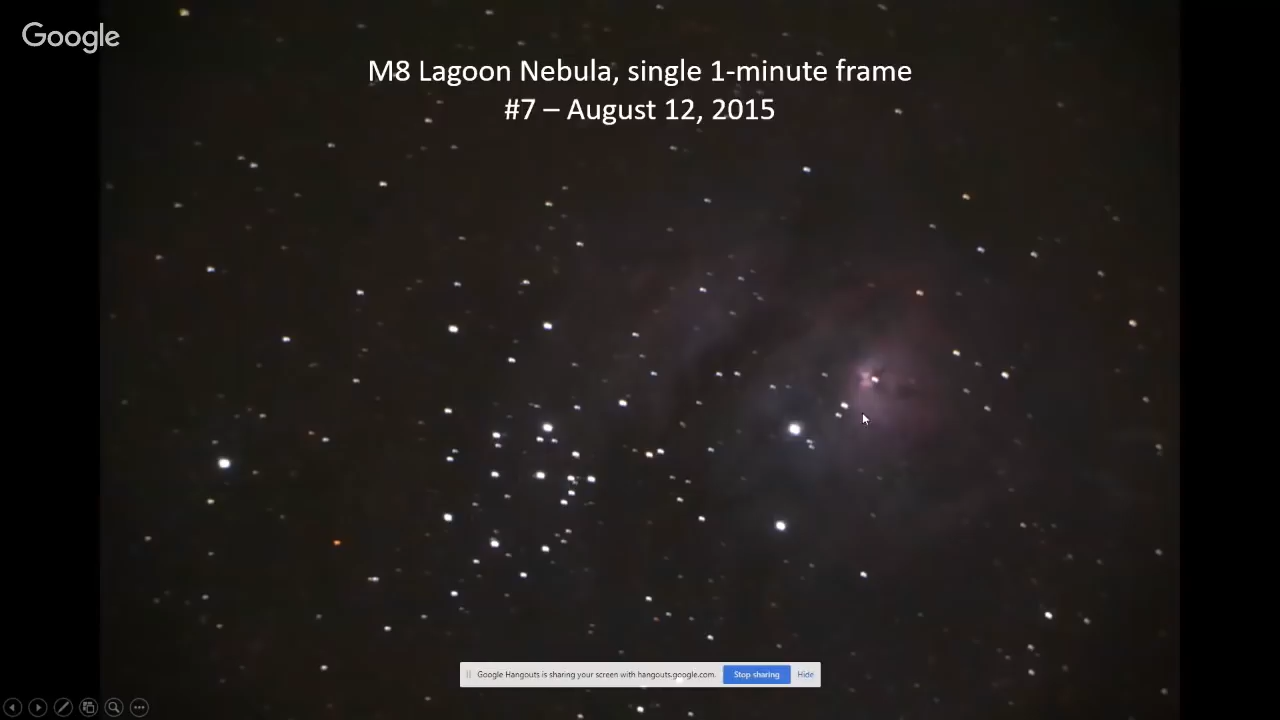 Google
M8 Lagoon Nebula, single 1-minute frame
#7 – August 12, 2015
Google Hangouts is sharing your screen with hangouts.google.com.
Stop sharing
Hide